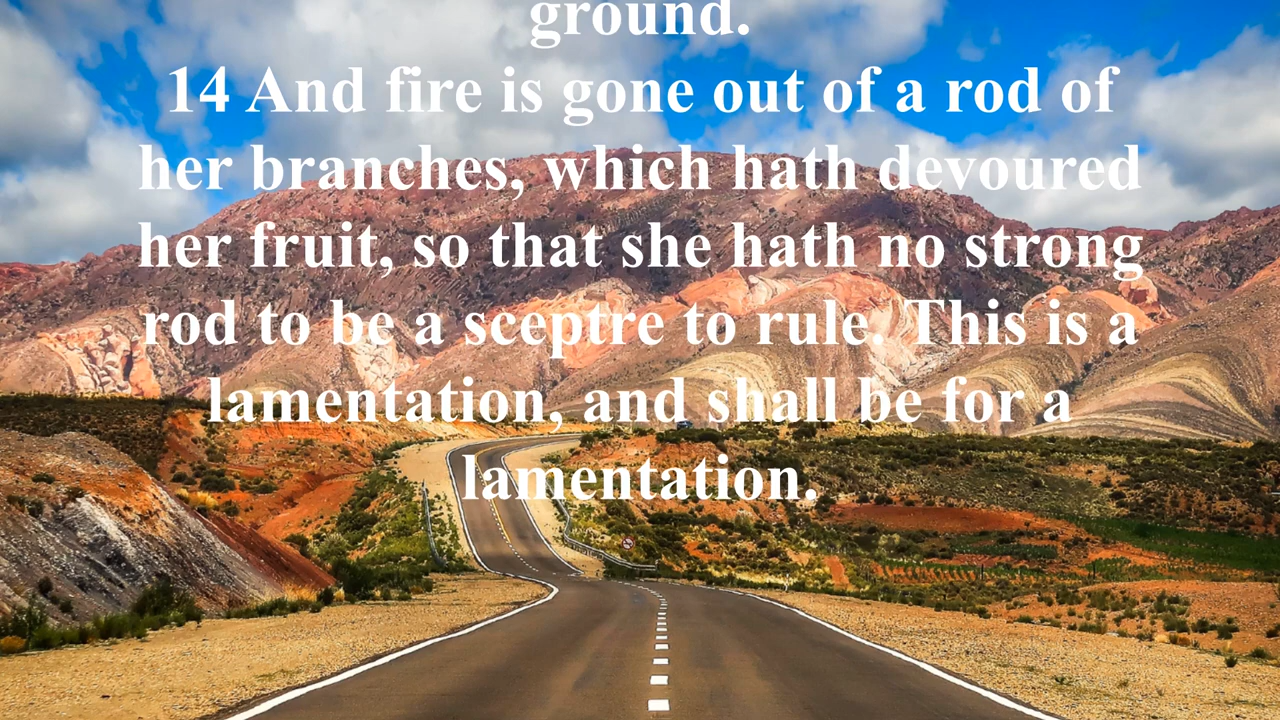 ground.
14 And fire is gone out of a rod of
her branches, which hath devoured
her fruit, so that she hath no strong
rod to be a sceptre to rule. This is a
lamentation, and shall be for a
lamentation.